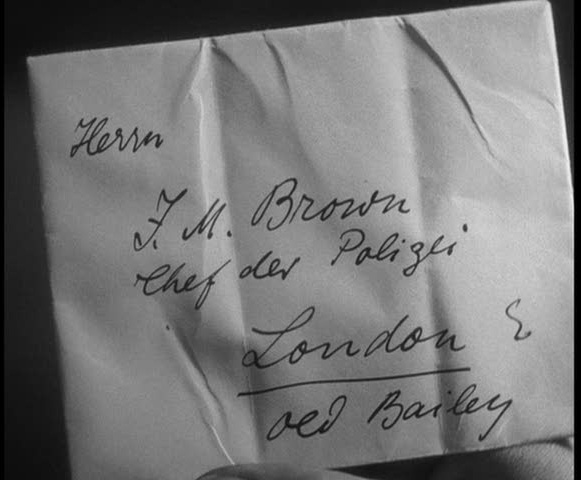 Herrn
J. M. Brown
Chef der Polizei
London E
Old Bailey